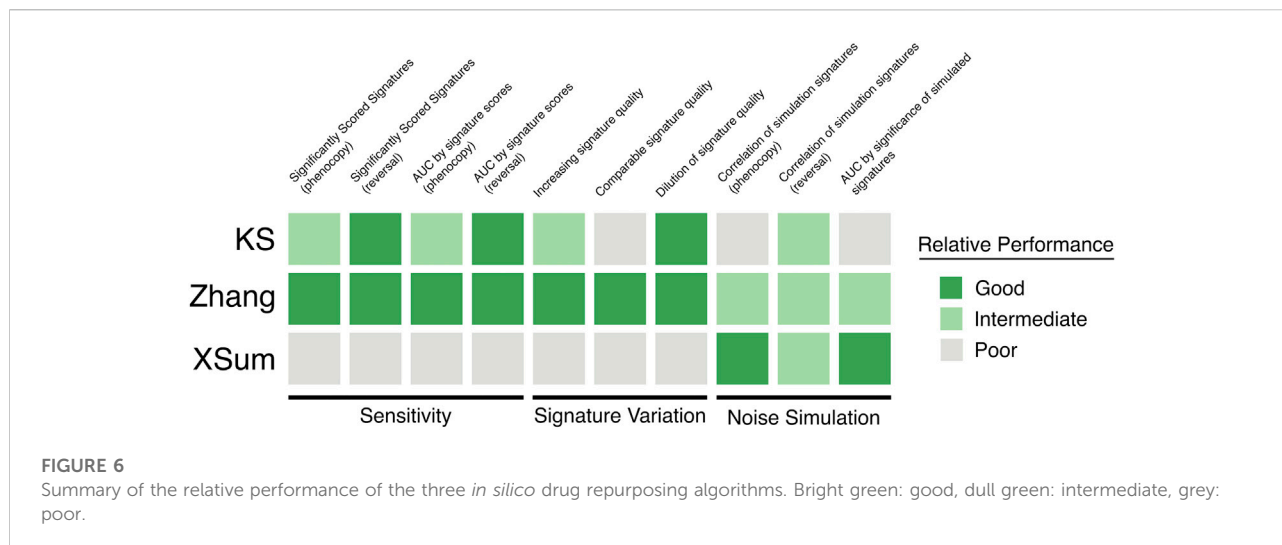 Significantly Scored Signatures
(phenocopy)
Significantly Scored Signatures
(reversal)
AUC by signature scores
(phenocopy)
AUC by signature scores
(reversal)
Increasing signature quality
Comparable signature quality
Dilution of signature quality
Correlation of simulation signatures
(phenocopy)
Correlation of simulation signatures
(reversal)
AUC by significance of simulated
signatures
KS
Zhang
XSum
Sensitivity
Signature Variation
Noise Simulation
Relative Performance
Good
Intermediate
Poor
FIGURE 6
Summary of the relative performance of the three in silico drug repurposing algorithms. Bright green: good, dull green: intermediate, grey:
poor.